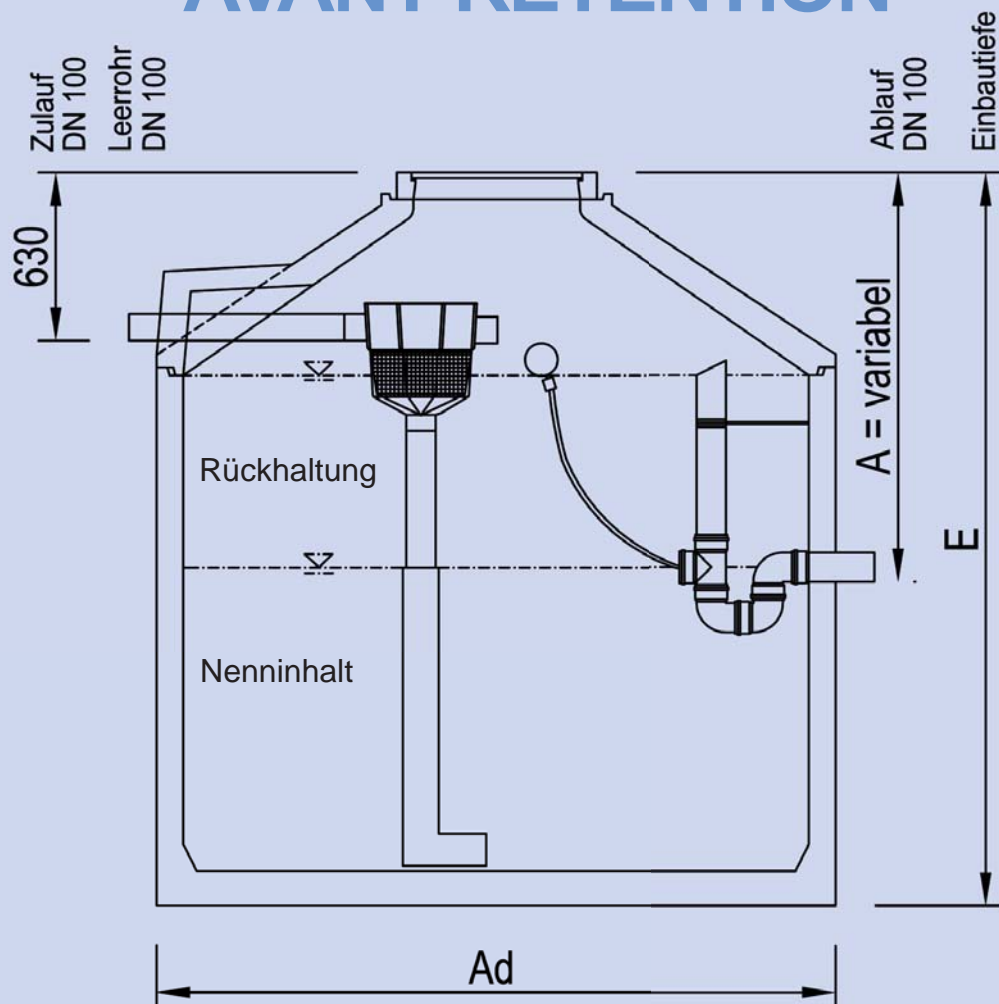 AVANT RETENTION
Zulauf
DN 100
Leerrohr
DN 100
Ablauf
DN 100
Einbautiefe
630
A = variabel
Rückhaltung
E
Nenninhalt
Ad